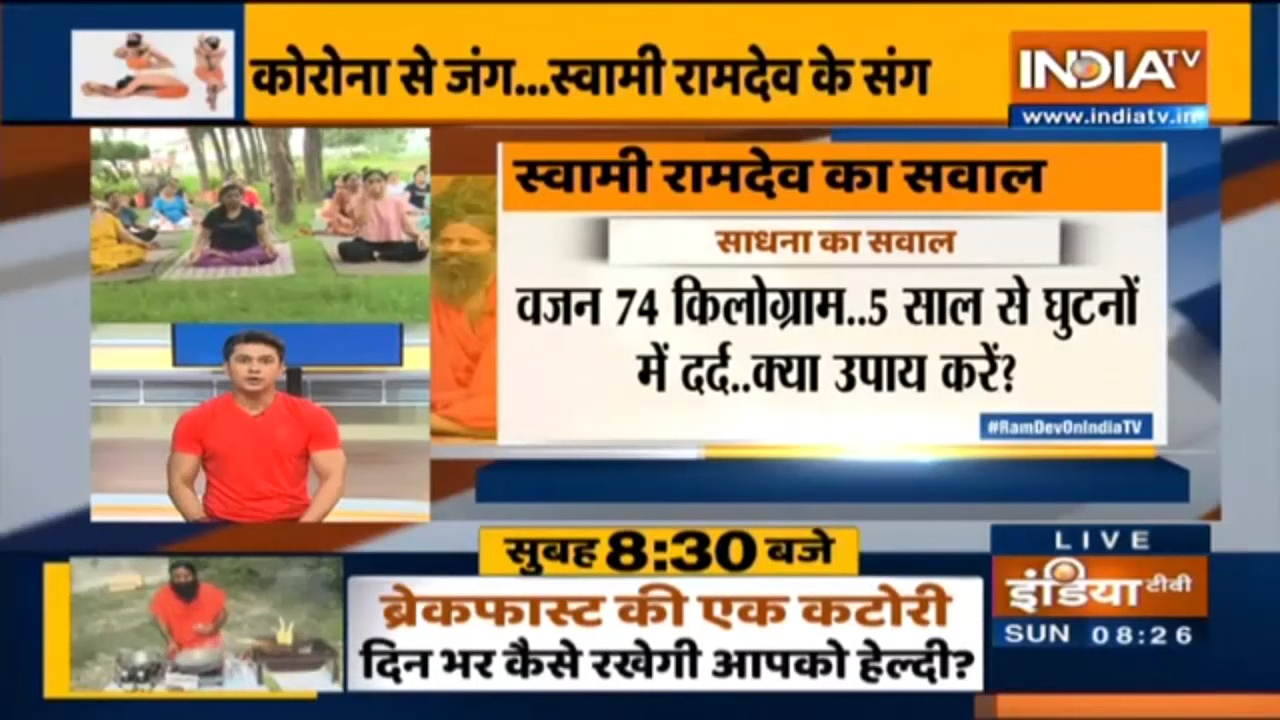 कोरोना से जंग...स्वामी रामदेव के संग
INDIA TV
www.indiatv.in
स्वामी रामदेव का सवाल
साधना का सवाल
वजन 74 किलोग्राम..5 साल से घुटनों
में दर्द..क्या उपाय करें?
#RamDevOnIndiaTV
सुबह 8:30 बजे
ब्रेकफास्ट की एक कटोरी
दिन भर कैसे रखेगी आपको हेल्दी?
LIVE
इंडिया टीवी
SUN 08:26